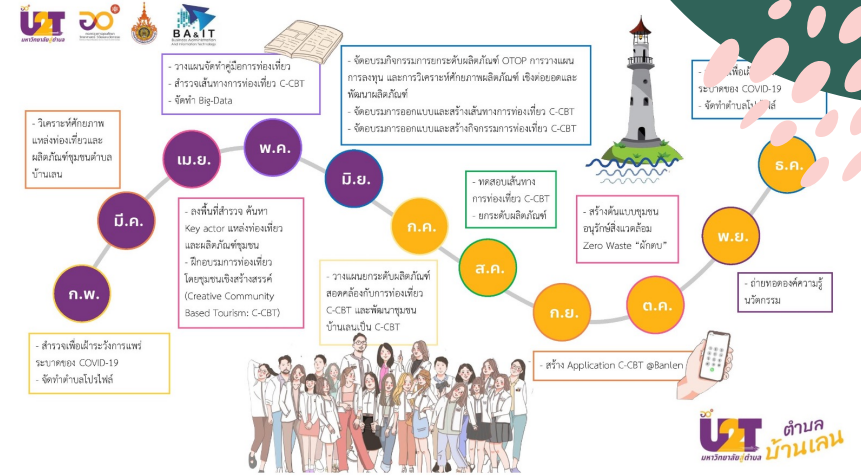 U2T
มหาวิทยาลัยสู่ตำบล
BA&IT
Business Administration
And Information Technology
- วางแผนจัดทำคู่มือการท่องเที่ยว
- สำรวจเส้นทางการท่องเที่ยว C-CBT
- จัดทำ Big-Data
- จัดอบรมกิจกรรมการยกระดับผลิตภัณฑ์ OTOP การวางแผน
การลงทุน และการวิเคราะห์ศักยภาพผลิตภัณฑ์ เชิงต่อยอดและ
พัฒนาผลิตภัณฑ์
- จัดอบรมการออกแบบและสร้างเส้นทางการท่องเที่ยว C-CBT
- จัดอบรมการออกแบบและสร้างกิจกรรมการท่องเที่ยว C-CBT
เพื่อเฝ้
ระบาดของ COVID-19
- จัดทำตำบลโปรไฟล์
- วิเคราะห์ศักยภาพ
แหล่งท่องเที่ยวและ
ผลิตภัณฑ์ชุมชนตำบล
บ้านเลน
ก.พ.
มี.ค.
เม.ย.
พ.ค.
มิ.ย.
ก.ค.
ส.ค.
ก.ย.
ต.ค.
พ.ย.
ธ.ค.
- ลงพื้นที่สำรวจ ค้นหา
Key actor แหล่งท่องเที่ยว
และผลิตภัณฑ์ชุมชน
- ฝึกอบรมการท่องเที่ยว
โดยชุมชนเชิงสร้างสรรค์
(Creative Community
Based Tourism: C-CBT)
- ทดสอบเส้นทาง
การท่องเที่ยว C-CBT
- ยกระดับผลิตภัณฑ์
- สร้างต้นแบบชุมชน
อนุรักษ์สิ่งแวดล้อม
Zero Waste "ผักตบ"
- วางแผนยกระดับผลิตภัณฑ์
สอดคล้องกับการท่องเที่ยว
C-CBT และพัฒนาชุมชน
บ้านเลนเป็น C-CBT
- ถ่ายทอดองค์ความรู้
นวัตกรรม
- สำรวจเพื่อเฝ้าระวังการแพร่
ระบาดของ COVID-19
- จัดทำตำบลโปรไฟล์
- สร้าง Application C-CBT @Banlen
U2T
มหาวิทยาลัยสู่ตำบล
ตำบล
บ้านเลน